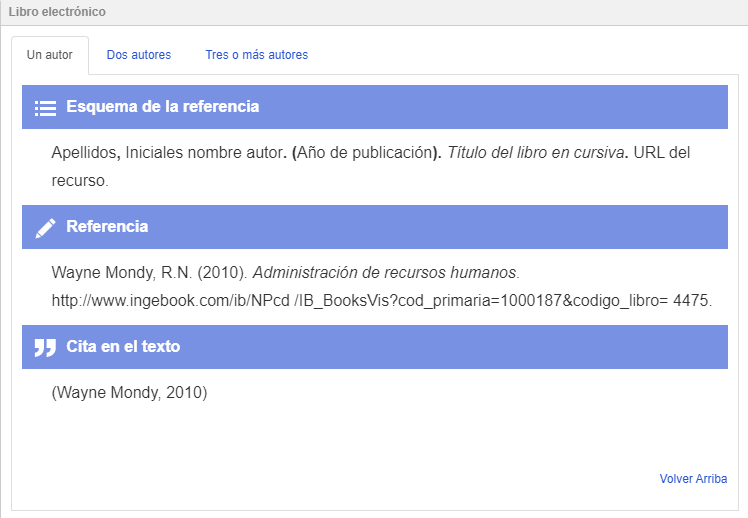 Libro electrónico
Un autor Dos autores Tres o más autores
Esquema de la referencia
Apellidos, Iniciales nombre autor. (Año de publicación). Título del libro en cursiva. URL del
recurso.
Referencia
Wayne Mondy, R.N. (2010). Administración de recursos humanos.
http://www.ingebook.com/ib/NPcd /IB_BooksVis?cod_primaria=1000187&codigo_libro= 4475.
Cita en el texto
(Wayne Mondy, 2010)
Volver Arriba